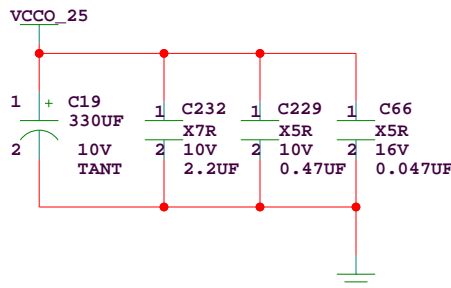 VCCO_25
1 + C19
330UF
2 10V
TANT
1 C232
X7R
2 10V
2.2UF
1 C229
X5R
2 10V
0.47UF
1 C66
X5R
2 16V
0.047UF